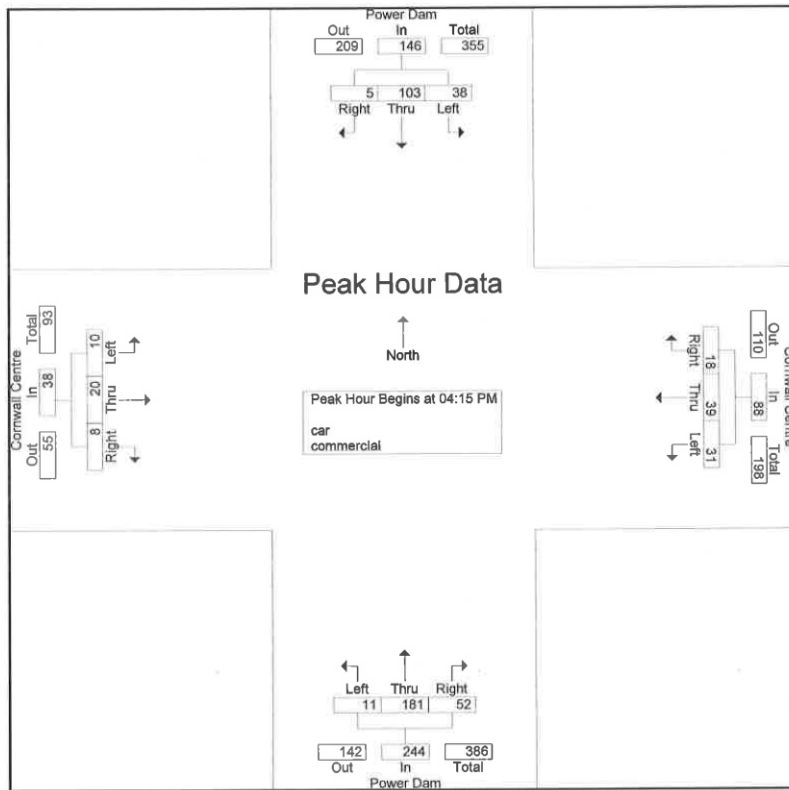 Power Dam
Out In Total
209 146 355
5 103 38
Right Thru Left
Peak Hour Data
North
Peak Hour Begins at 04:15 PM
car
commercial
Cornwall Centre
Out In Total
55 38 93
Right Thru Left
8 20 10
Cornwall Centre
Out In Total
110 88 198
18 39 31
Right Thru Left
Left Thru Right
11 181 52
142 244 386
Out In Total
Power Dam